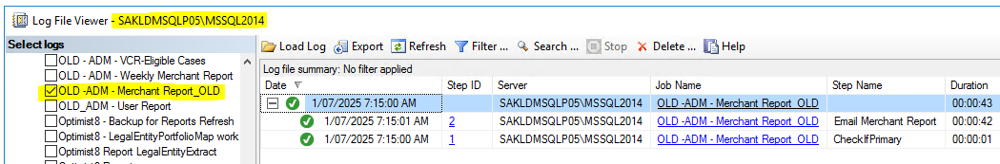 Log File Viewer - SAKLDMSQLP05\MSSQL2014
Select logs
OLD - ADM - VCR-Eligible Cases
OLD - ADM - Weekly Merchant Report
OLD -ADM - Merchant Report_OLD
OLD_ADM - User Report
Optimist8 - Backup for Reports Refresh
Optimist8 - LegalEntityPortfolioMap work
Optimist8 Report LegalEntityExtract
Load Log Export Refresh Filter ... Search ... Stop Delete ... Help
Log file summary: No filter applied
Date Step ID Server Job Name Step Name Duration
1/07/2025 7:15:00 AM SAKLDMSQLP05\MSSQL2014 OLD -ADM - Merchant Report_OLD 00:00:43
1/07/2025 7:15:01 AM 2 SAKLDMSQLP05\MSSQL2014 OLD -ADM - Merchant Report_OLD Email Merchant Report 00:00:42
1/07/2025 7:15:00 AM 1 SAKLDMSQLP05\MSSQL2014 OLD -ADM - Merchant Report_OLD CheckIfPrimary 00:00:01